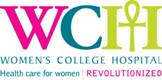 WCH
WOMEN'S COLLEGE HOSPITAL
Health care for women | REVOLUTIONIZED